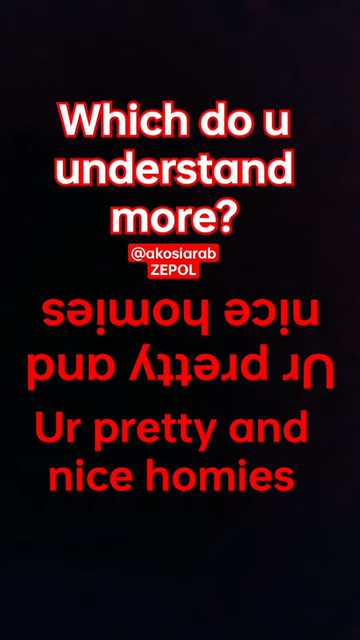 Which do u
understand
more?
@akosiarab
ZEPOL
Ur pretty and
nice homies
Ur pretty and
nice homies